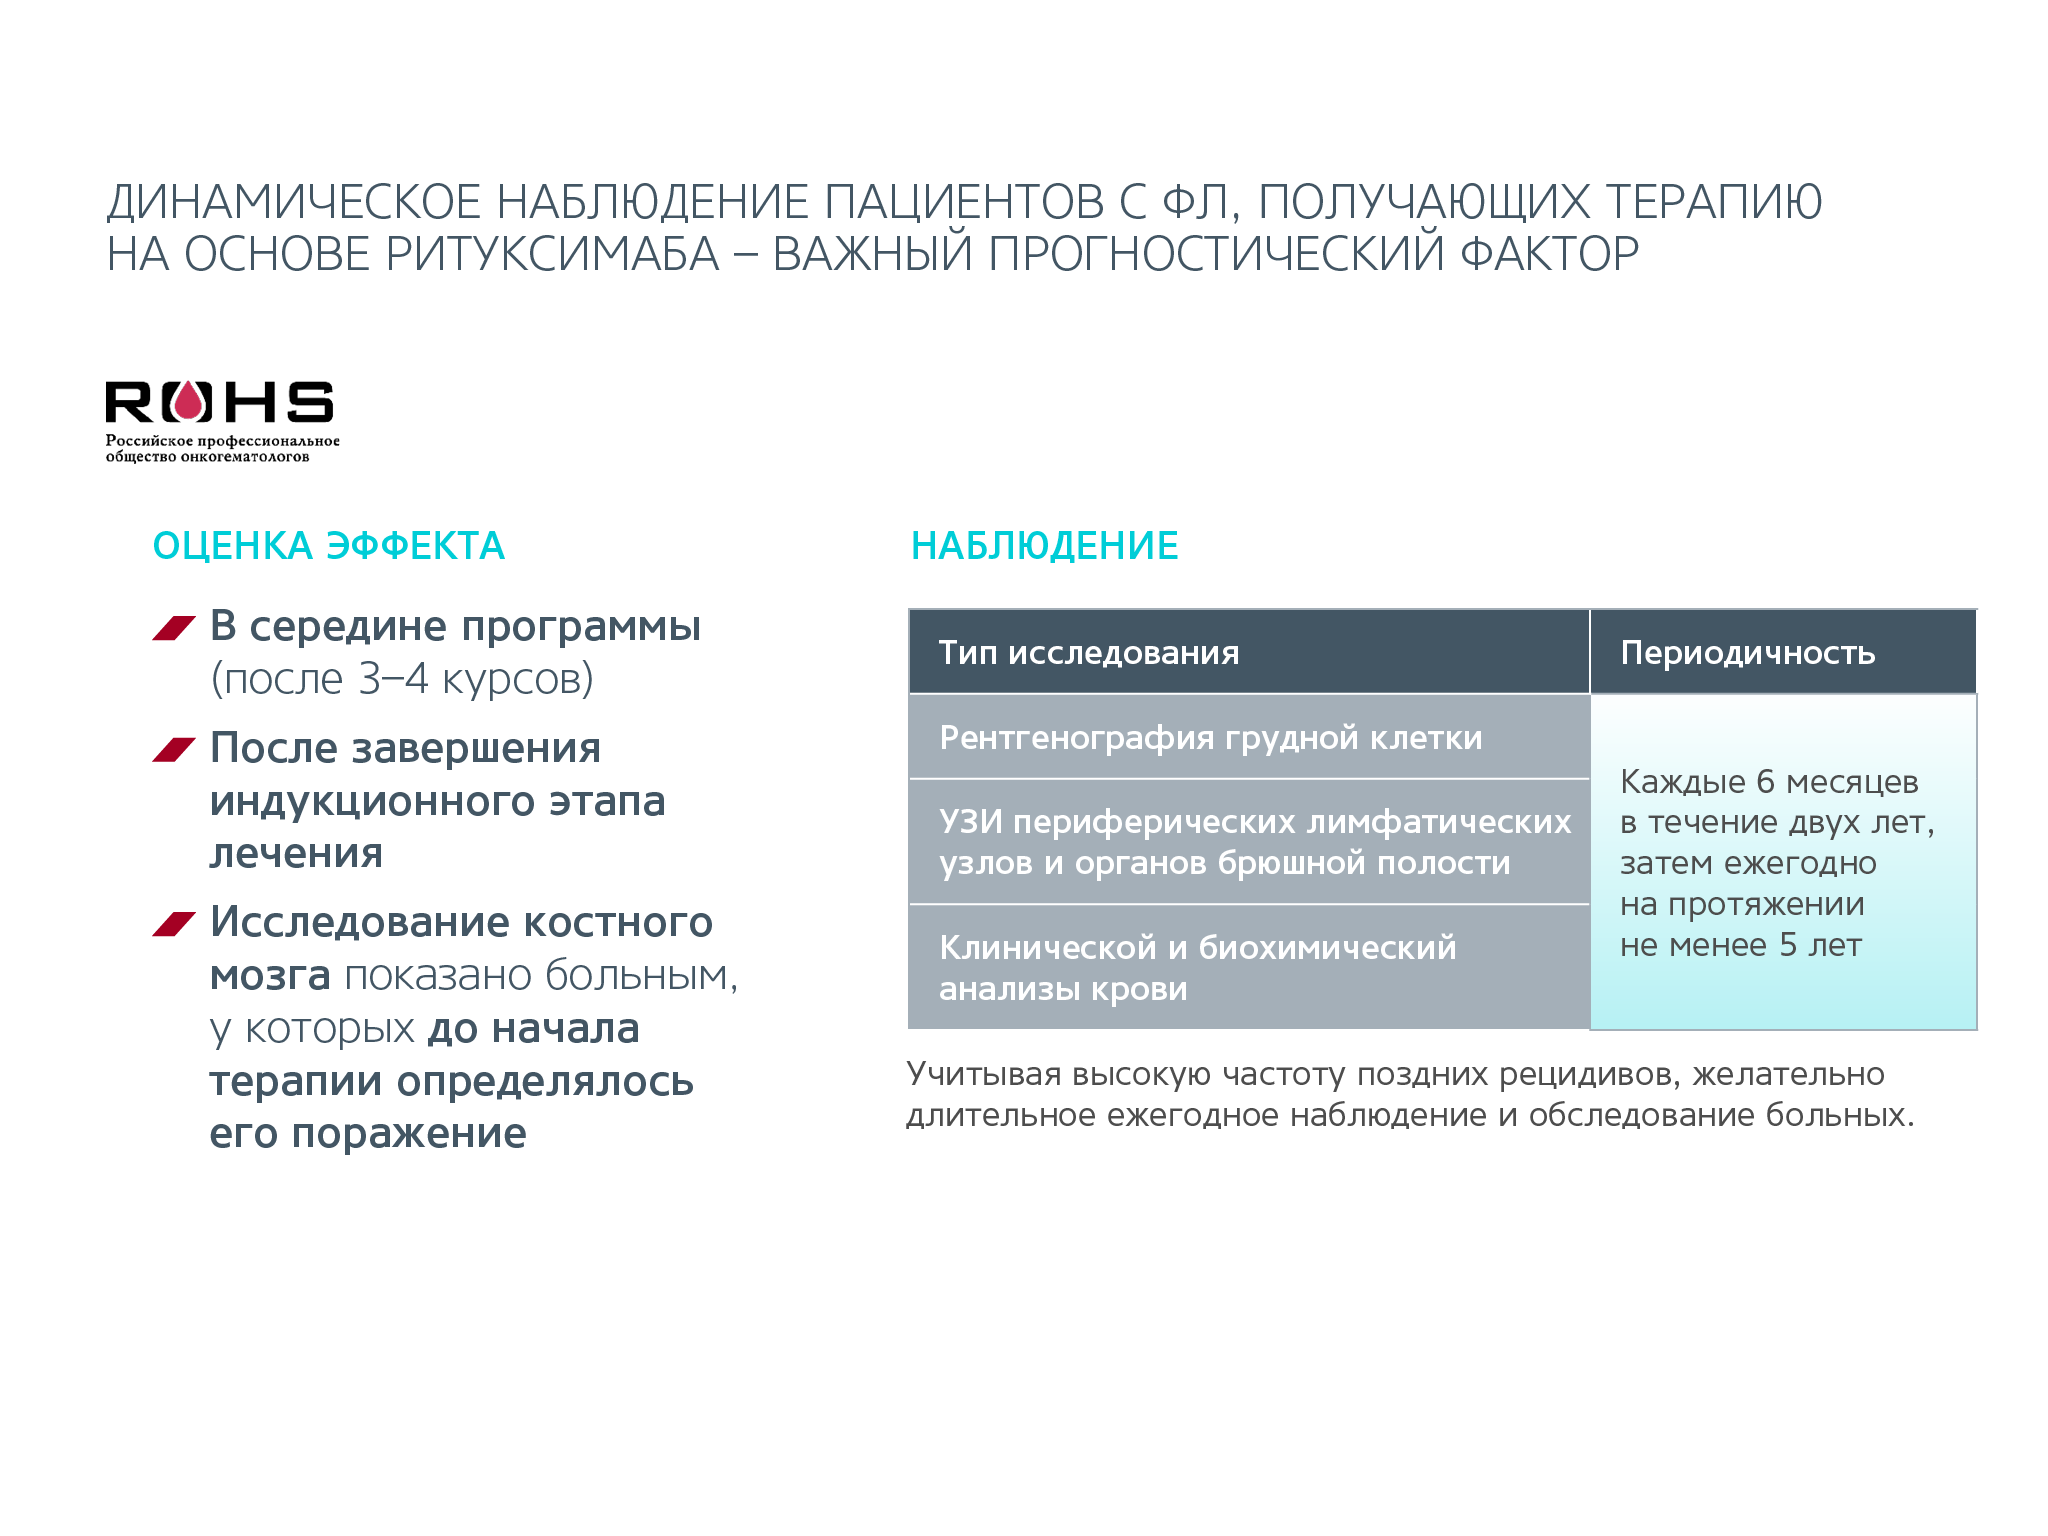 ДИНАМИЧЕСКОЕ НАБЛЮДЕНИЕ ПАЦИЕНТОВ С ФЛ, ПОЛУЧАЮЩИХ ТЕРАПИЮ
НА ОСНОВЕ РИТУКСИМАБА – ВАЖНЫЙ ПРОГНОСТИЧЕСКИЙ ФАКТОР
ROHS
Российское профессиональное
общество онкогематологов
ОЦЕНКА ЭФФЕКТА
В середине программы
(после 3–4 курсов)
После завершения
индукционного этапа
лечения
Исследование костного
мозга показано больным,
у которых до начала
терапии определялось
его поражение
НАБЛЮДЕНИЕ
Тип исследования
Периодичность
Рентгенография грудной клетки
УЗИ периферических лимфатических
узлов и органов брюшной полости
Клинической и биохимический
анализы крови
Каждые 6 месяцев
в течение двух лет,
затем ежегодно
на протяжении
не менее 5 лет
Учитывая высокую частоту поздних рецидивов, желательно
длительное ежегодное наблюдение и обследование больных.